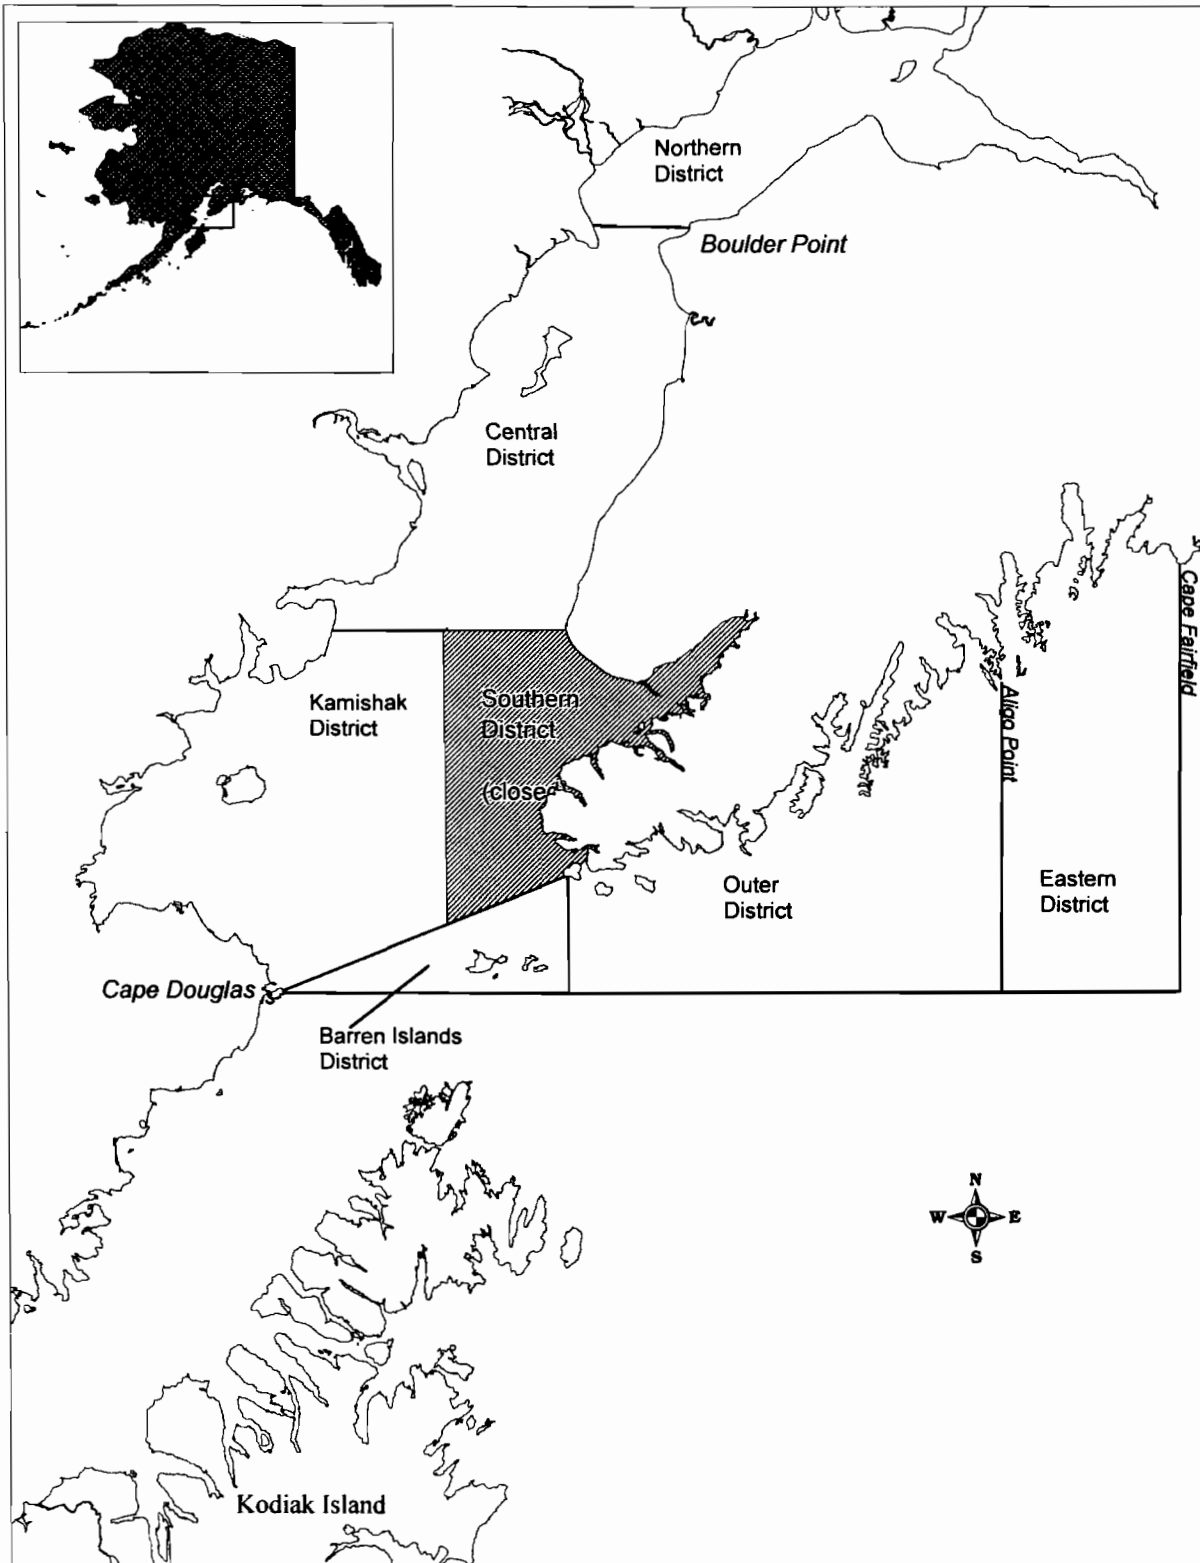 Northern
District
Boulder Point
Central
District
Cape Fairfield
Kamishak
District
Southern
District
(closed
Aligo Point
Outer
District
Eastern
District
Cape Douglas
Barren Islands
District
N
W
E
S
Kodiak Island